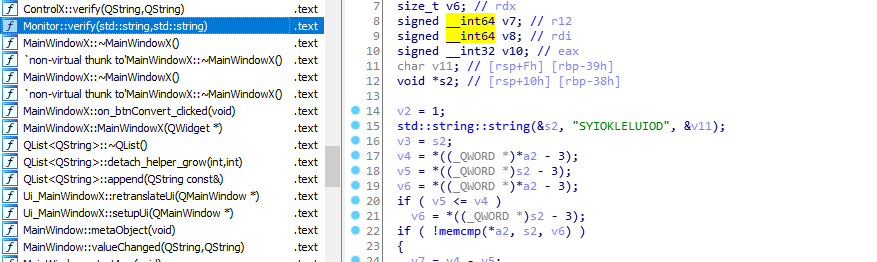 ControlX::verify(QString,QString)
.text
Monitor::verify(std::string,std::string)
.text
MainWindowX::~MainWindowX()
.text
`non-virtual thunk to'MainWindowX::~MainWindowX()
.text
MainWindowX::~MainWindowX()
.text
`non-virtual thunk to'MainWindowX::~MainWindowX()
.text
MainWindowX::on_btnConvert_clicked(void)
.text
MainWindowX::MainWindowX(QWidget *)
.text
QList<QString>::~QList()
.text
QList<QString>::detach_helper_grow(int,int)
.text
QList<QString>::append(QString const&)
.text
Ui_MainWindowX::retranslateUi(QMainWindow *)
.text
Ui_MainWindowX::setupUi(QMainWindow *)
.text
MainWindow::metaObject(void)
.text
MainWindow::valueChanged(QString,QString)
.text
7 size_t v6; // rdx
8 signed __int64 v7; // r12
9 signed __int64 v8; // rdi
10 signed __int32 v10; // eax
11 char v11; // [rsp+Fh] [rbp-39h]
12 void *s2; // [rsp+10h] [rbp-38h]
13
14 v2 = 1;
15 std::string::string(&s2, "SYIOKLELUIOD", &v11);
16 v3 = s2;
17 v4 = *((_QWORD *)*a2 - 3);
18 v5 = *((_QWORD *)s2 - 3);
19 v6 = *((_QWORD *)*a2 - 3);
20 if ( v5 <= v4 )
21 v6 = *((_QWORD *)s2 - 3);
22 if ( !memcmp(*a2, s2, v6) )
23 {
24 v7 = v4 - v5;